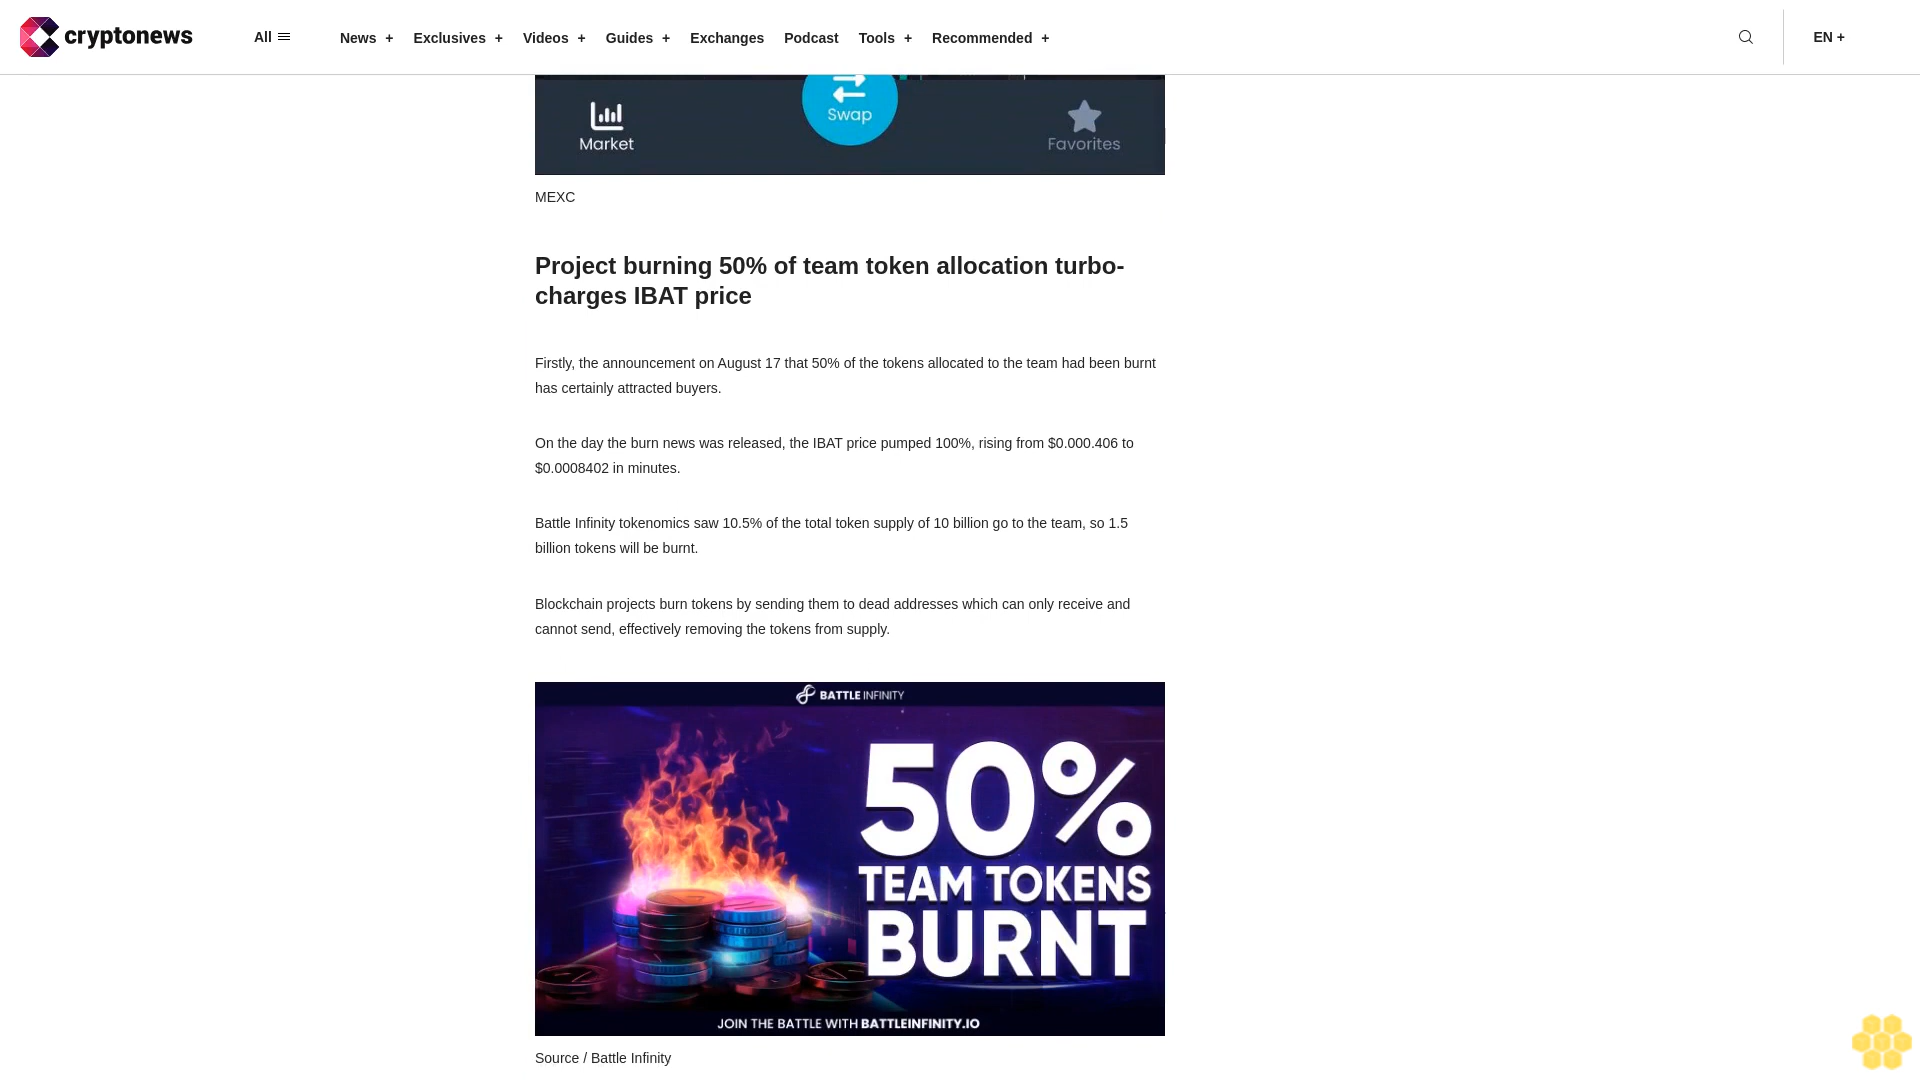 cryptonews
All
News +
Exclusives +
Videos +
Guides +
Exchanges
Podcast
Tools +
Recommended +
EN +
Market
Swap
Favorites
MEXC
Project burning 50% of team token allocation turbo-
charges IBAT price
Firstly, the announcement on August 17 that 50% of the tokens allocated to the team had been burnt
has certainly attracted buyers.
On the day the burn news was released, the IBAT price pumped 100%, rising from $0.000.406 to
$0.0008402 in minutes.
Battle Infinity tokenomics saw 10.5% of the total token supply of 10 billion go to the team, so 1.5
billion tokens will be burnt.
Blockchain projects burn tokens by sending them to dead addresses which can only receive and
cannot send, effectively removing the tokens from supply.
BATTLE INFINITY
50%
TEAM TOKENS
BURNT
JOIN THE BATTLE WITH BATTLEINFINITY.IO
Source / Battle Infinity